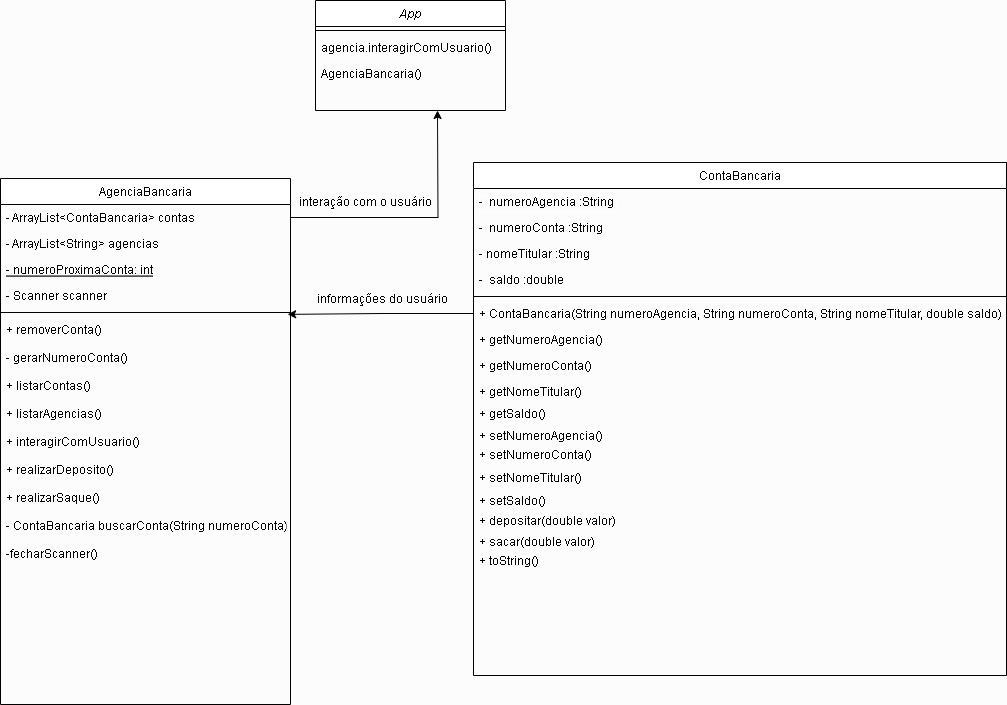 App
agencia.interagirComUsuario()
AgenciaBancaria()
AgenciaBancaria
- ArrayList<ContaBancaria> contas
- ArrayList<String> agencias
- numeroProximaConta: int
- Scanner scanner
+ removerConta()
- gerarNumeroConta()
+ listarContas()
+ listarAgencias()
+ interagirComUsuario()
+ realizarDeposito()
+ realizarSaque()
- ContaBancaria buscarConta(String numeroConta)
-fecharScanner()
interação com o usuário
informações do usuário
ContaBancaria
- numeroAgencia :String
- numeroConta :String
- nomeTitular :String
- saldo :double
+ ContaBancaria(String numeroAgencia, String numeroConta, String nomeTitular, double saldo)
+ getNumeroAgencia()
+ getNumeroConta()
+ getNomeTitular()
+ getSaldo()
+ setNumeroAgencia()
+ setNumeroConta()
+ setNomeTitular()
+ setSaldo()
+ depositar(double valor)
+ sacar(double valor)
+ toString()